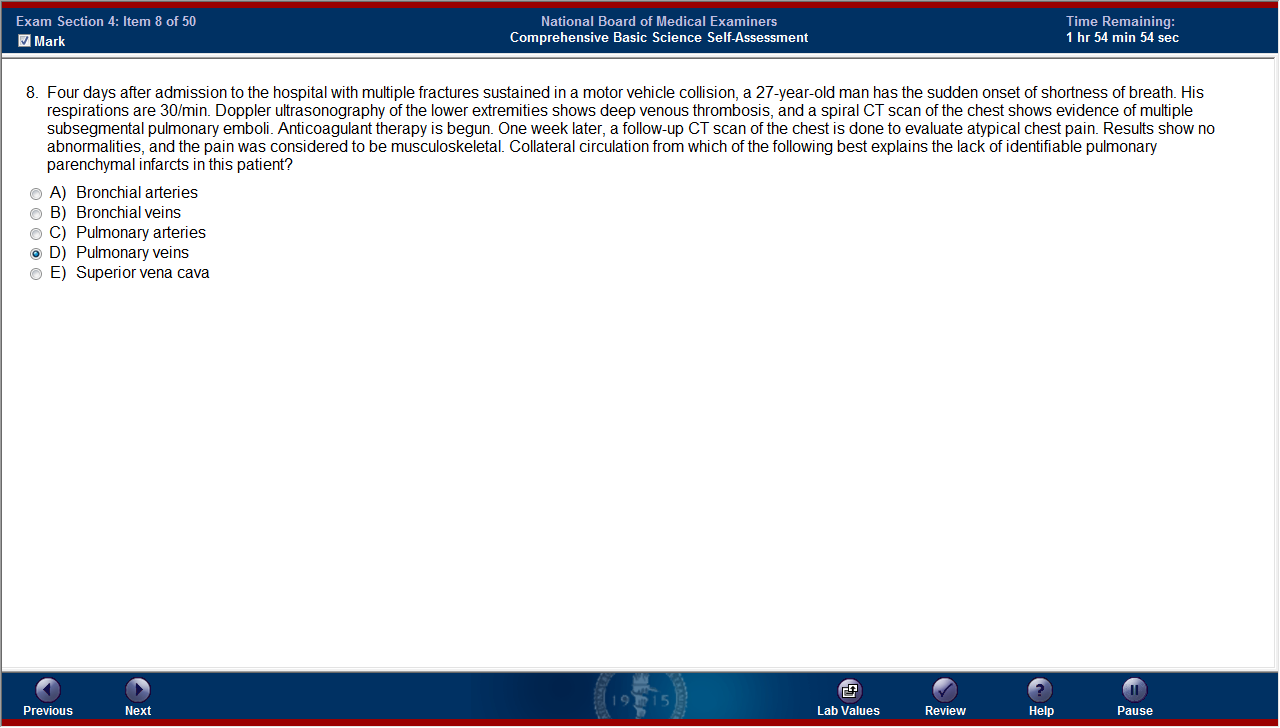 Exam Section 4: Item 8 of 50
National Board of Medical Examiners
Time Remaining:
Mark
Comprehensive Basic Science Self-Assessment
1 hr 54 min 54 sec
8. Four days after admission to the hospital with multiple fractures sustained in a motor vehicle collision, a 27-year-old man has the sudden onset of shortness of breath. His
respirations are 30/min. Doppler ultrasonography of the lower extremities shows deep venous thrombosis, and a spiral CT scan of the chest shows evidence of multiple
subsegmental pulmonary emboli. Anticoagulant therapy is begun. One week later, a follow-up CT scan of the chest is done to evaluate atypical chest pain. Results show no
abnormalities, and the pain was considered to be musculoskeletal. Collateral circulation from which of the following best explains the lack of identifiable pulmonary
parenchymal infarcts in this patient?
A) Bronchial arteries
B) Bronchial veins
C) Pulmonary arteries
D) Pulmonary veins
E) Superior vena cava
1915
Previous
Next
Lab Values
Review
Help
Pause